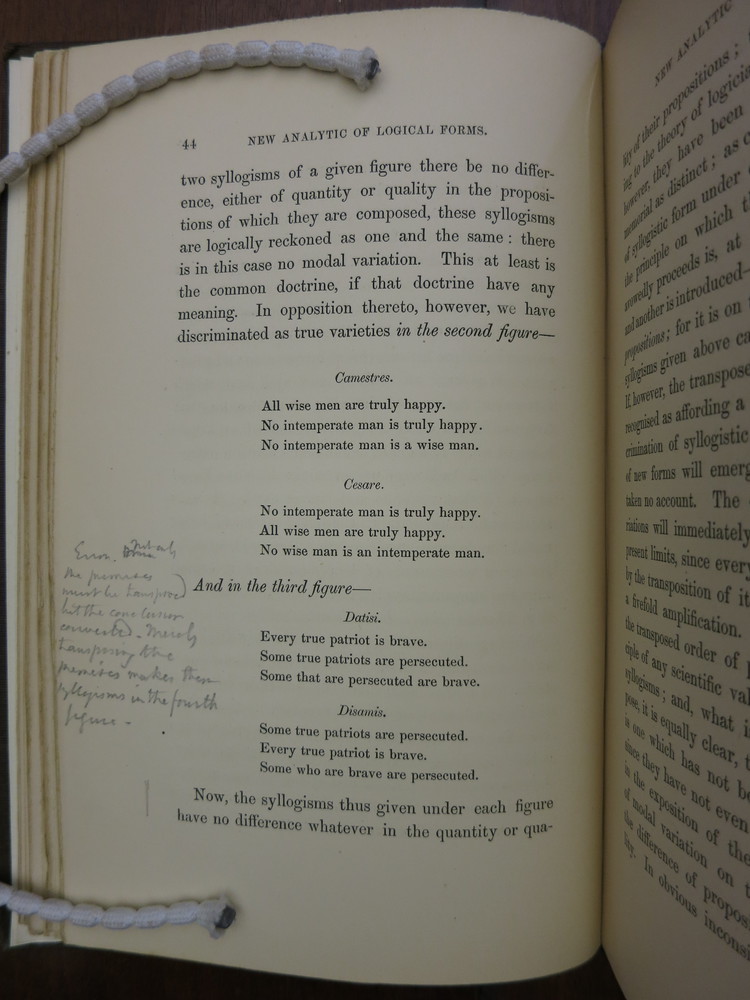 44 NEW ANALYTIC OF LOGICAL FORMS.
two syllogisms of a given figure there be no differ-
ence, either of quantity or quality in the proposi-
tions of which they are composed, these syllogisms
are logically reckoned as one and the same : there
is in this case no modal variation. This at least is
the common doctrine, if that doctrine have any
meaning. In opposition thereto, however, we have
discriminated as true varieties in the second figure—
Camestres.
All wise men are truly happy.
No intemperate man is truly happy.
No intemperate man is a wise man.
Cesare.
No intemperate man is truly happy.
All wise men are truly happy.
No wise man is an intemperate man.
And in the third figure—
Datisi.
Every true patriot is brave.
Some true patriots are persecuted.
Some that are persecuted are brave.
Disamis.
Some true patriots are persecuted.
Every true patriot is brave.
Some who are brave are persecuted.
Now, the syllogisms thus given under each figure
have no difference whatever in the quantity or qua-
Error. Not only
the premises
must be transposed
but the conclusion
converted. Merely
transposing the
premises makes these
syllogisms in the fourth
figure -
NEW ANALYTIC
lity of their propositions ;
ing to the theory of logicia
however, they have been
memorial as distinct ; as c
of syllogistic form under
the principle on which t
avowedly proceeds is, at
and another is introduced—
propositions ; for it is on
syllogisms given above ca
If, however, the transpose
recognised as affording a
crimination of syllogistic
of new forms will emerg
taken no account. The
riations will immediately
present limits, since every
by the transposition of it
a fivefold amplification.
the transposed order of p
ciple of any scientific val
syllogisms ; and, what i
pose, it is equally clear, t
is one which has not be
since they have not even
in the exposition of the
of modal variation on t
the difference of propos
lity. In obvious inconsi